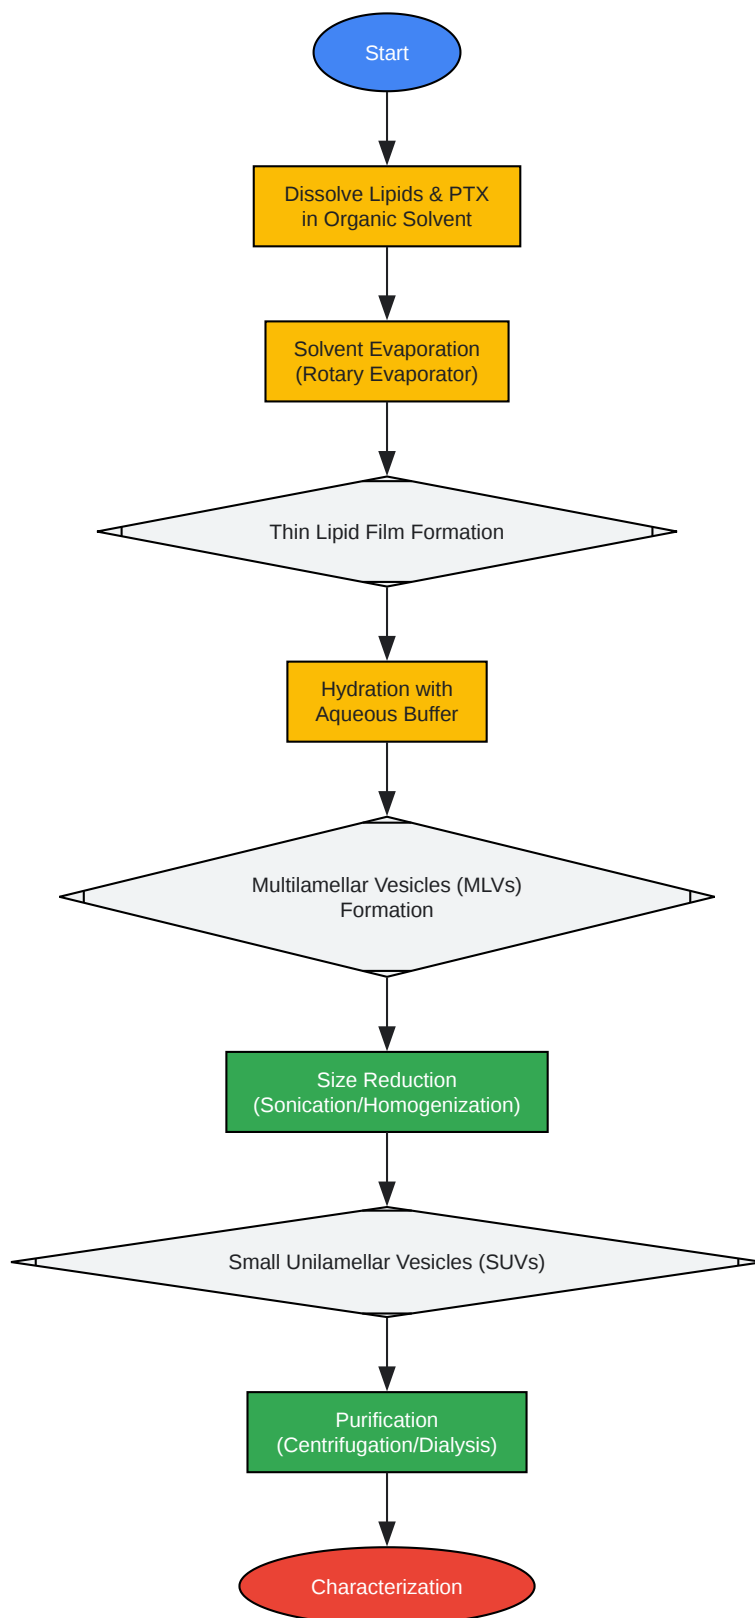 Start
Dissolve Lipids & PTX
in Organic Solvent
Solvent Evaporation
(Rotary Evaporator)
Thin Lipid Film Formation
Hydration with
Aqueous Buffer
Multilamellar Vesicles (MLVs)
Formation
Size Reduction
(Sonication/Homogenization)
Small Unilamellar Vesicles (SUVs)
Purification
(Centrifugation/Dialysis)
Characterization